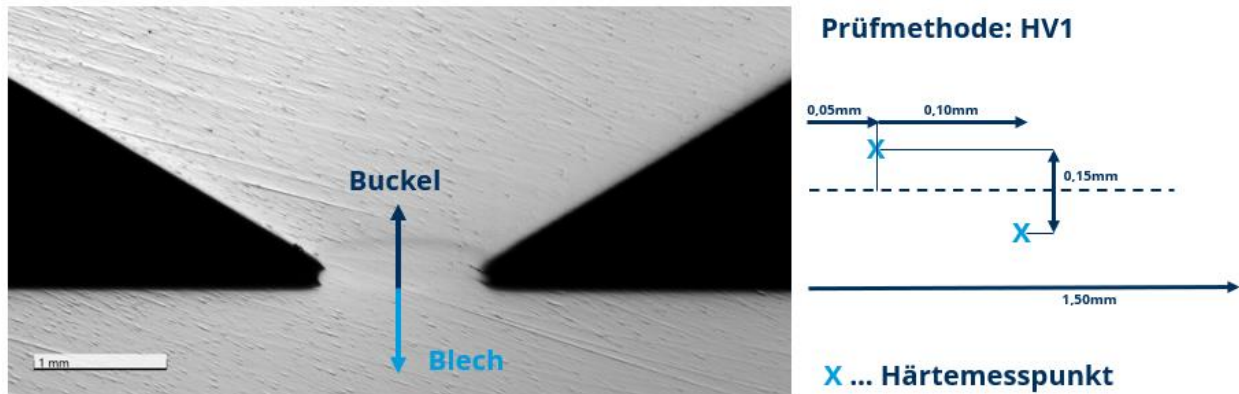 Prüfmethode: HV1
0,05mm
0,10mm
Buckel
X
0,15mm
X
1,50mm
Blech
1 mm
X ... Härtemesspunkt